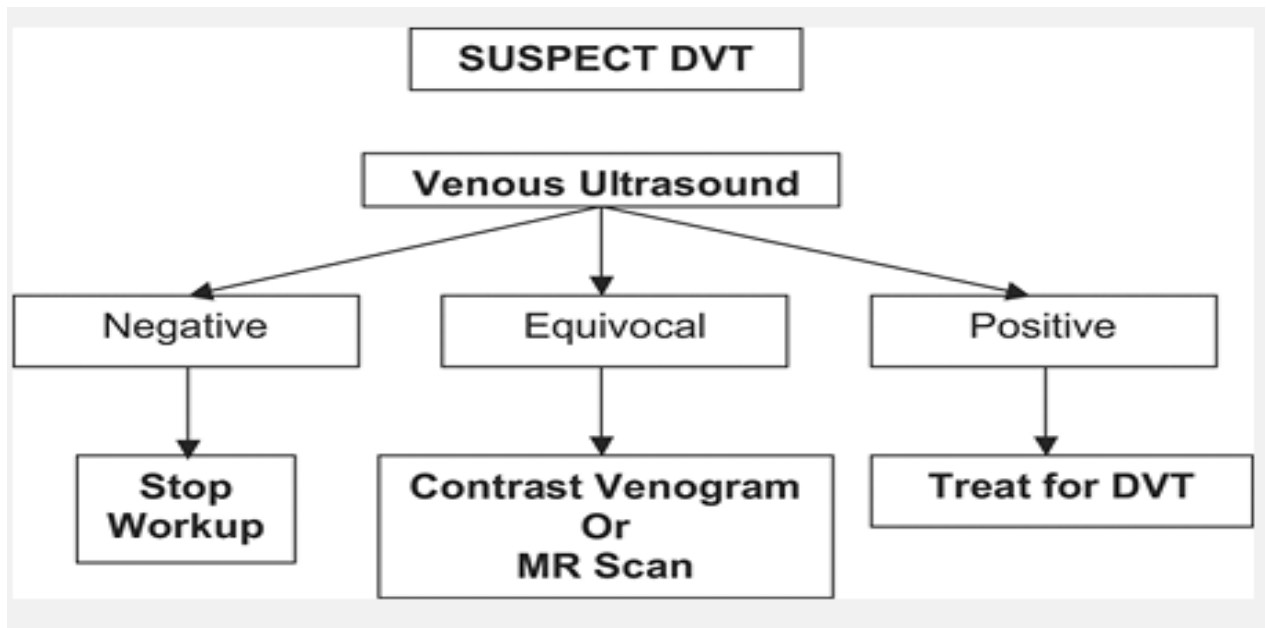 SUSPECT DVT
Venous Ultrasound
Negative
Equivocal
Positive
Stop
Workup
Contrast Venogram
Or
MR Scan
Treat for DVT